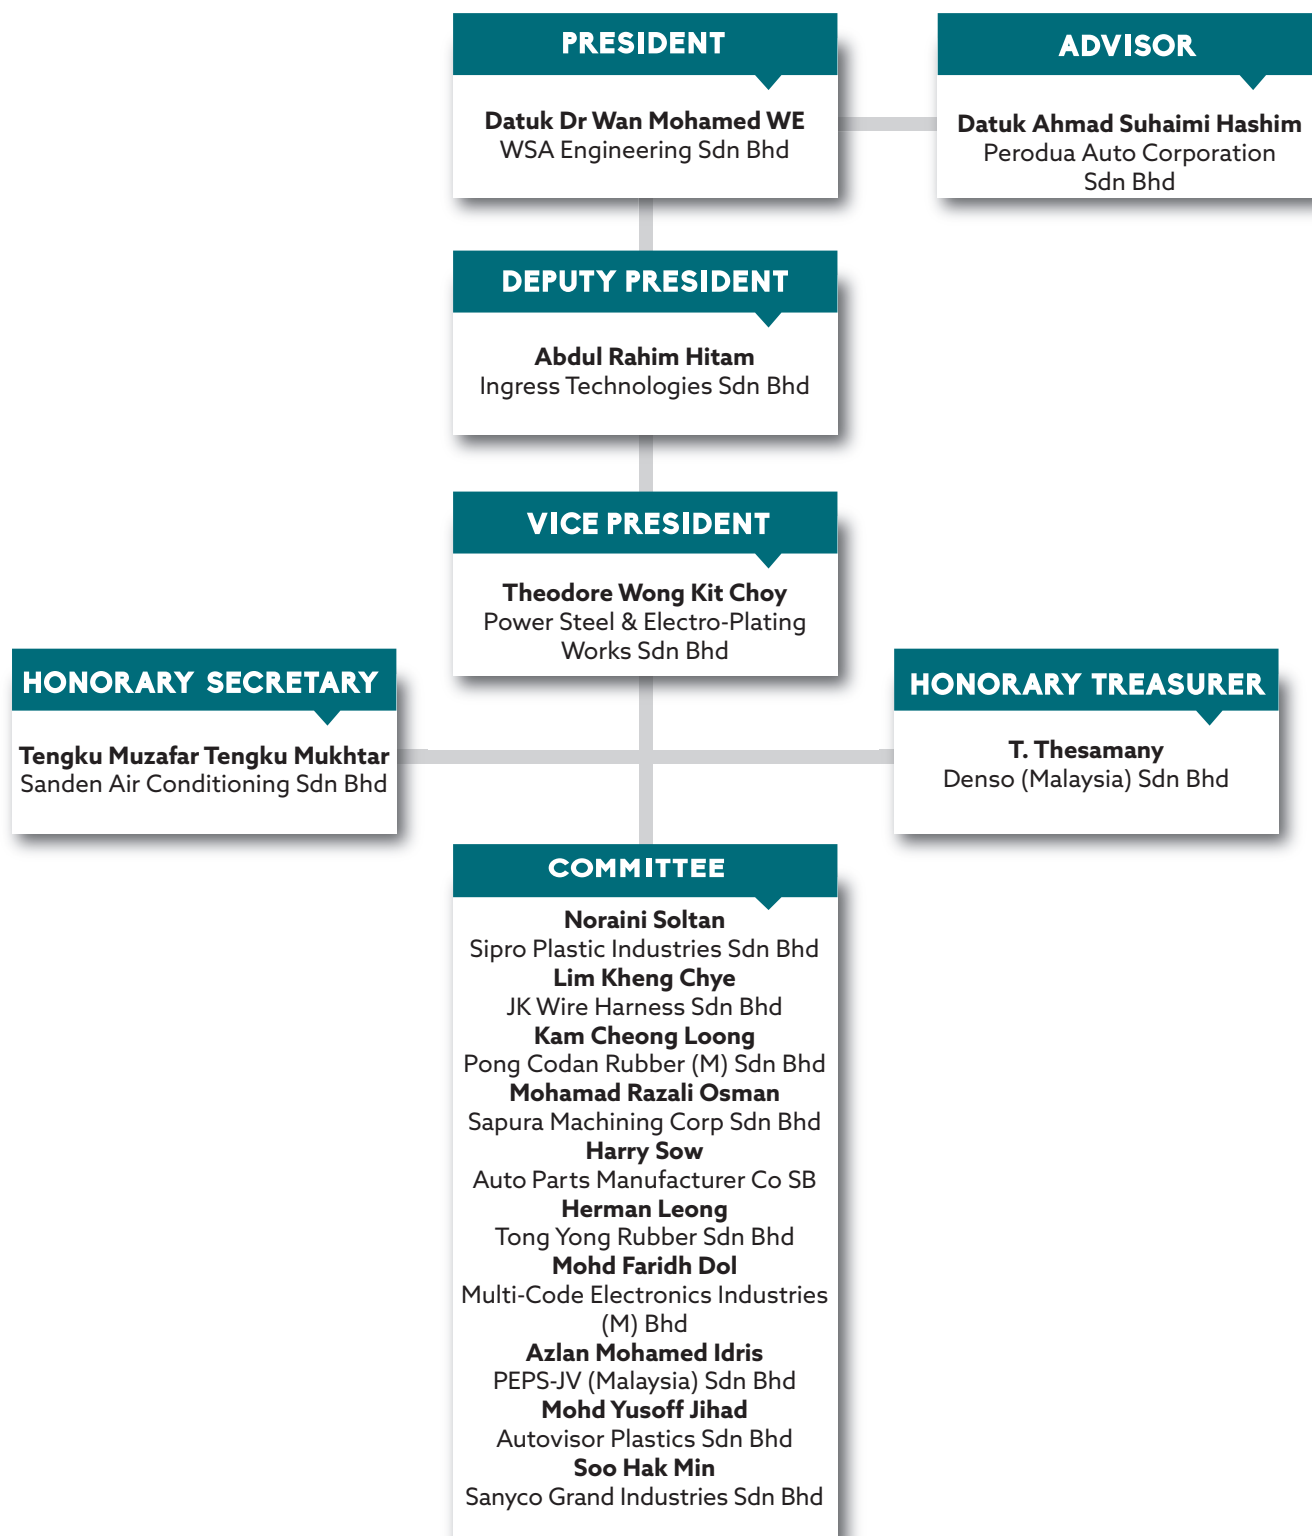 PRESIDENT
Datuk Dr Wan Mohamed WE
WSA Engineering Sdn Bhd
ADVISOR
Datuk Ahmad Suhaimi Hashim
Perodua Auto Corporation
Sdn Bhd
DEPUTY PRESIDENT
Abdul Rahim Hitam
Ingress Technologies Sdn Bhd
VICE PRESIDENT
Theodore Wong Kit Choy
Power Steel & Electro-Plating
Works Sdn Bhd
HONORARY SECRETARY
Tengku Muzafar Tengku Mukhtar
Sanden Air Conditioning Sdn Bhd
HONORARY TREASURER
T. Thesamany
Denso (Malaysia) Sdn Bhd
COMMITTEE
Noraini Soltan
Sipro Plastic Industries Sdn Bhd
Lim Kheng Chye
JK Wire Harness Sdn Bhd
Kam Cheong Loong
Pong Codan Rubber (M) Sdn Bhd
Mohamad Razali Osman
Sapura Machining Corp Sdn Bhd
Harry Sow
Auto Parts Manufacturer Co SB
Herman Leong
Tong Yong Rubber Sdn Bhd
Mohd Faridh Dol
Multi-Code Electronics Industries
(M) Bhd
Azlan Mohamed Idris
PEPS-JV (Malaysia) Sdn Bhd
Mohd Yusoff Jihad
Autovisor Plastics Sdn Bhd
Soo Hak Min
Sanyco Grand Industries Sdn Bhd